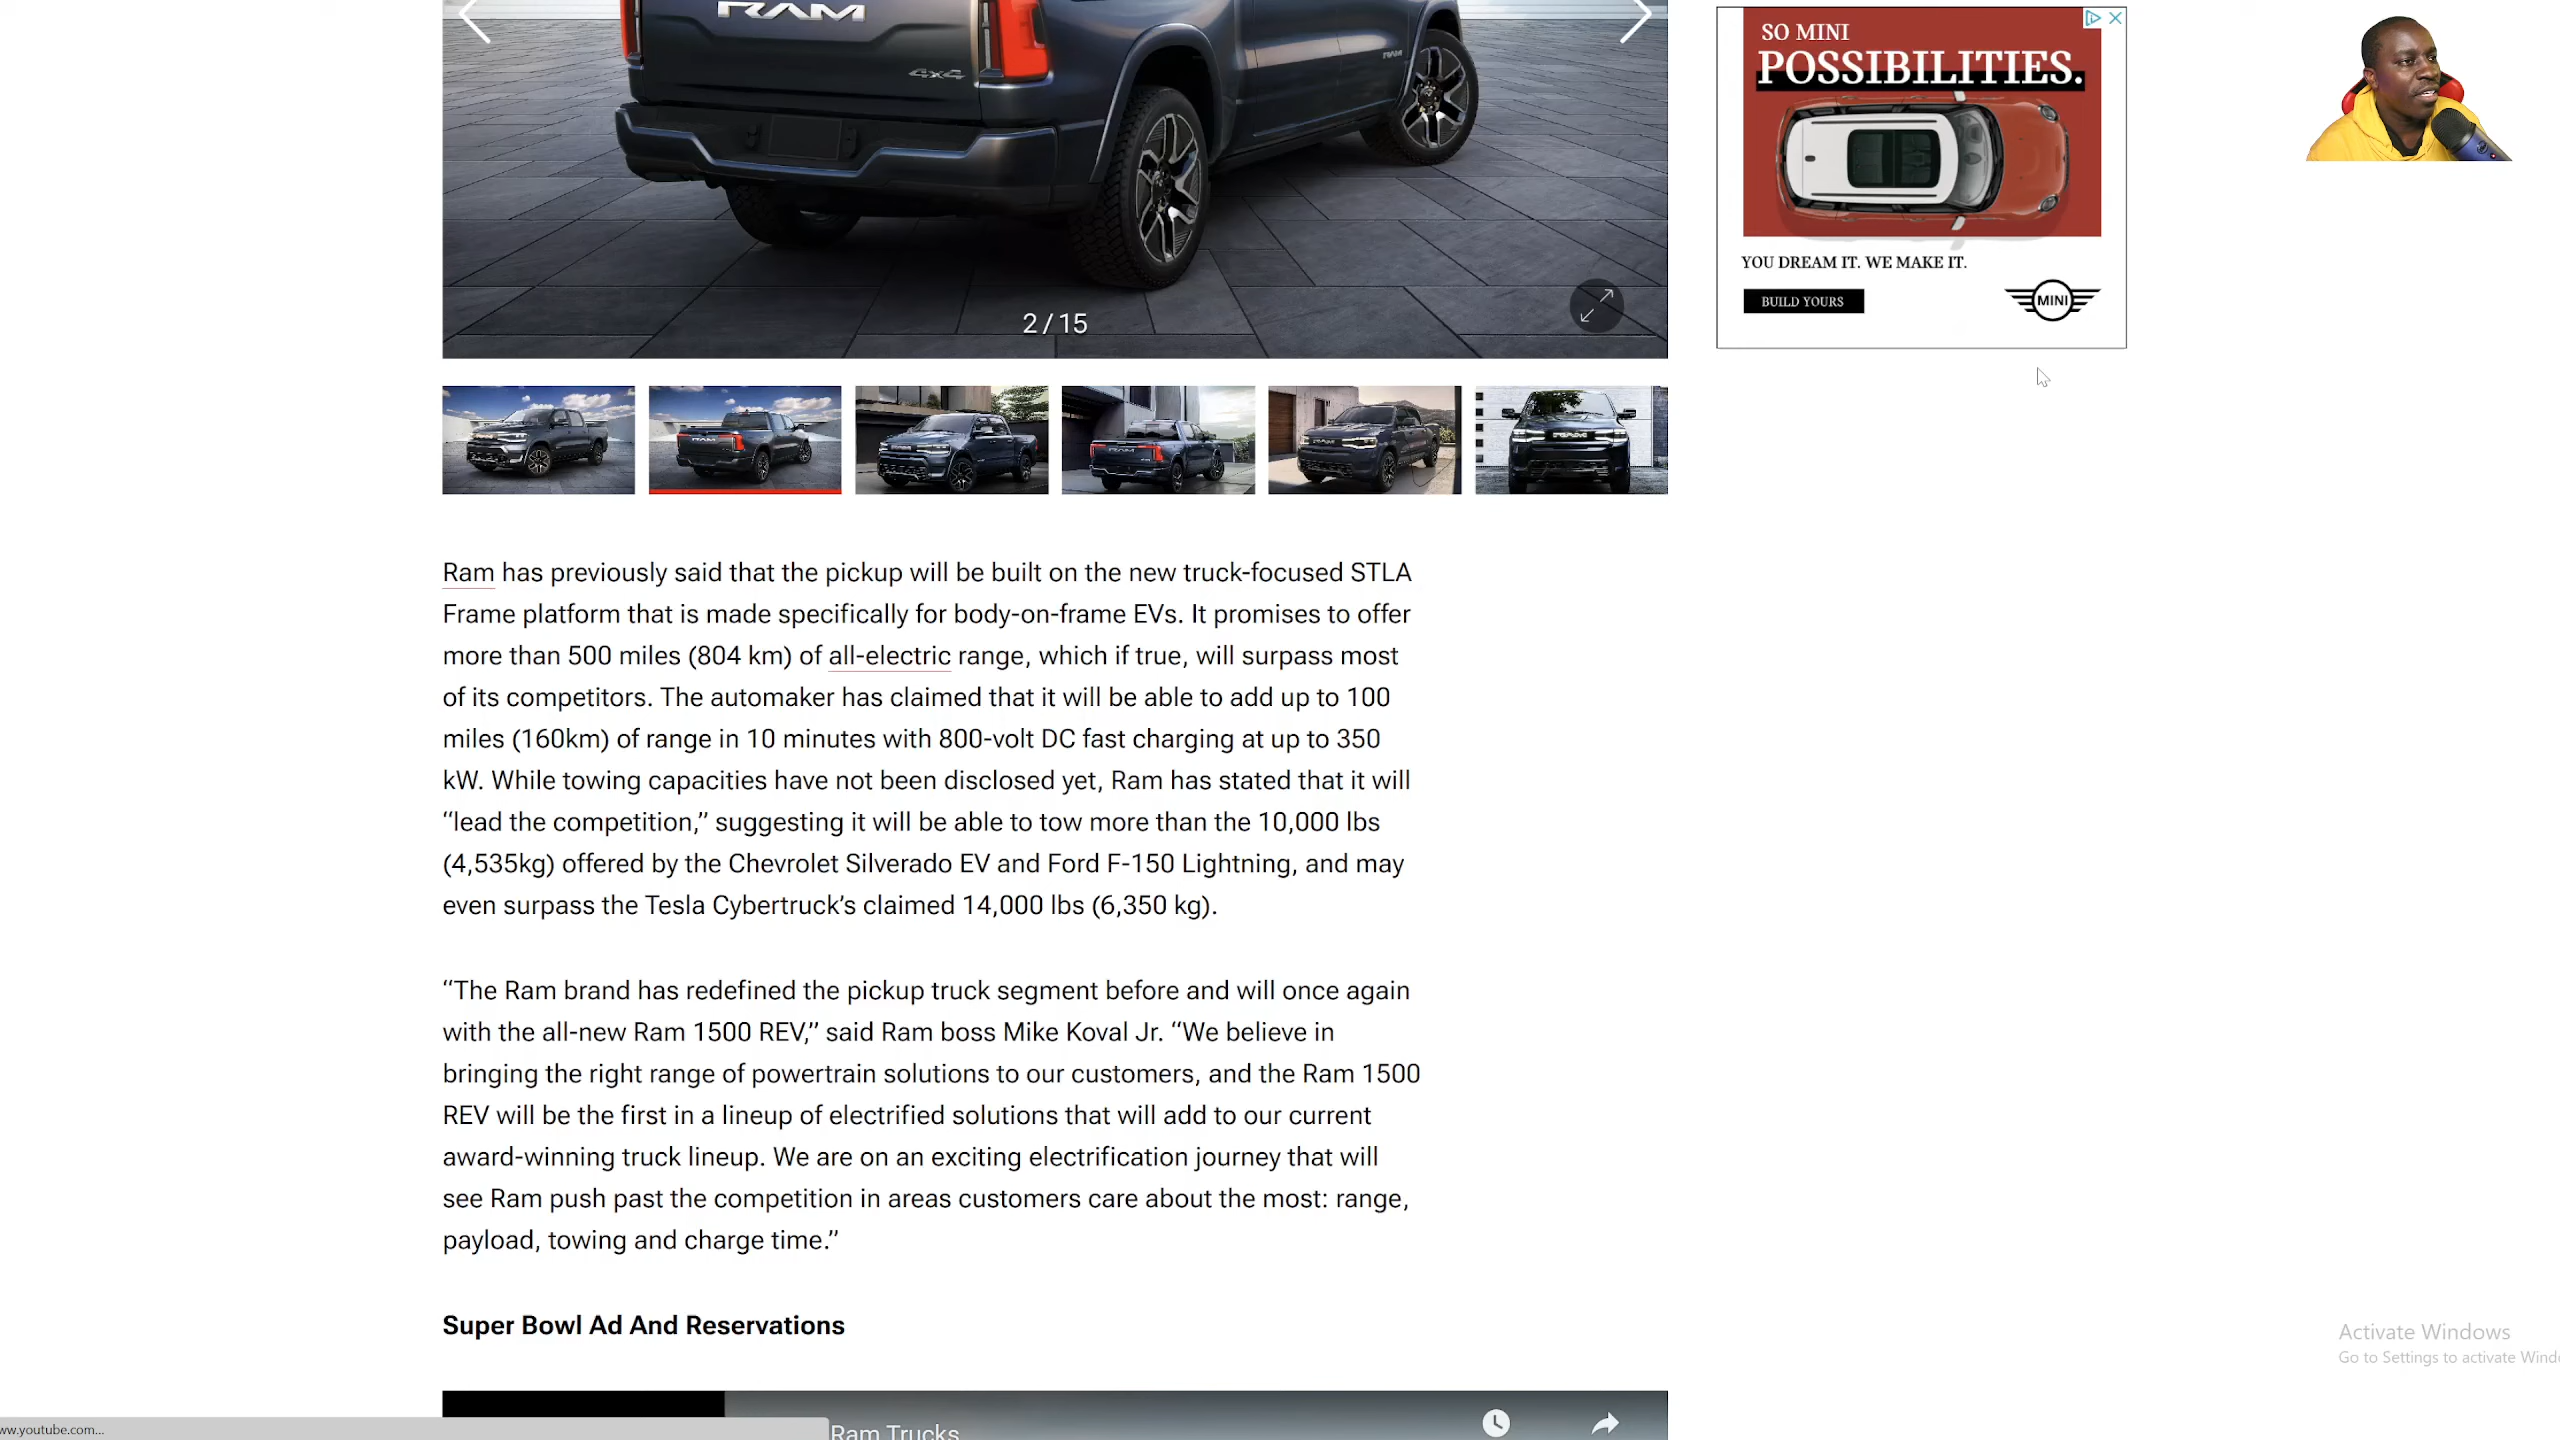 RAM
4x4
RAM
2/15
SO MINI
POSSIBILITIES.
YOU DREAM IT. WE MAKE IT.
BUILD YOURS
MINI
RAM
RAM
RAM
RAM
Ram has previously said that the pickup will be built on the new truck-focused STLA
Frame platform that is made specifically for body-on-frame EVs. It promises to offer
more than 500 miles (804 km) of all-electric range, which if true, will surpass most
of its competitors. The automaker has claimed that it will be able to add up to 100
miles (160km) of range in 10 minutes with 800-volt DC fast charging at up to 350
kW. While towing capacities have not been disclosed yet, Ram has stated that it will
“lead the competition,” suggesting it will be able to tow more than the 10,000 lbs
(4,535kg) offered by the Chevrolet Silverado EV and Ford F-150 Lightning, and may
even surpass the Tesla Cybertruck’s claimed 14,000 lbs (6,350 kg).
“The Ram brand has redefined the pickup truck segment before and will once again
with the all-new Ram 1500 REV,” said Ram boss Mike Koval Jr. “We believe in
bringing the right range of powertrain solutions to our customers, and the Ram 1500
REV will be the first in a lineup of electrified solutions that will add to our current
award-winning truck lineup. We are on an exciting electrification journey that will
see Ram push past the competition in areas customers care about the most: range,
payload, towing and charge time.”
Super Bowl Ad And Reservations
Activate Windows
Go to Settings to activate Wind
Ram Trucks
ww.youtube.com...